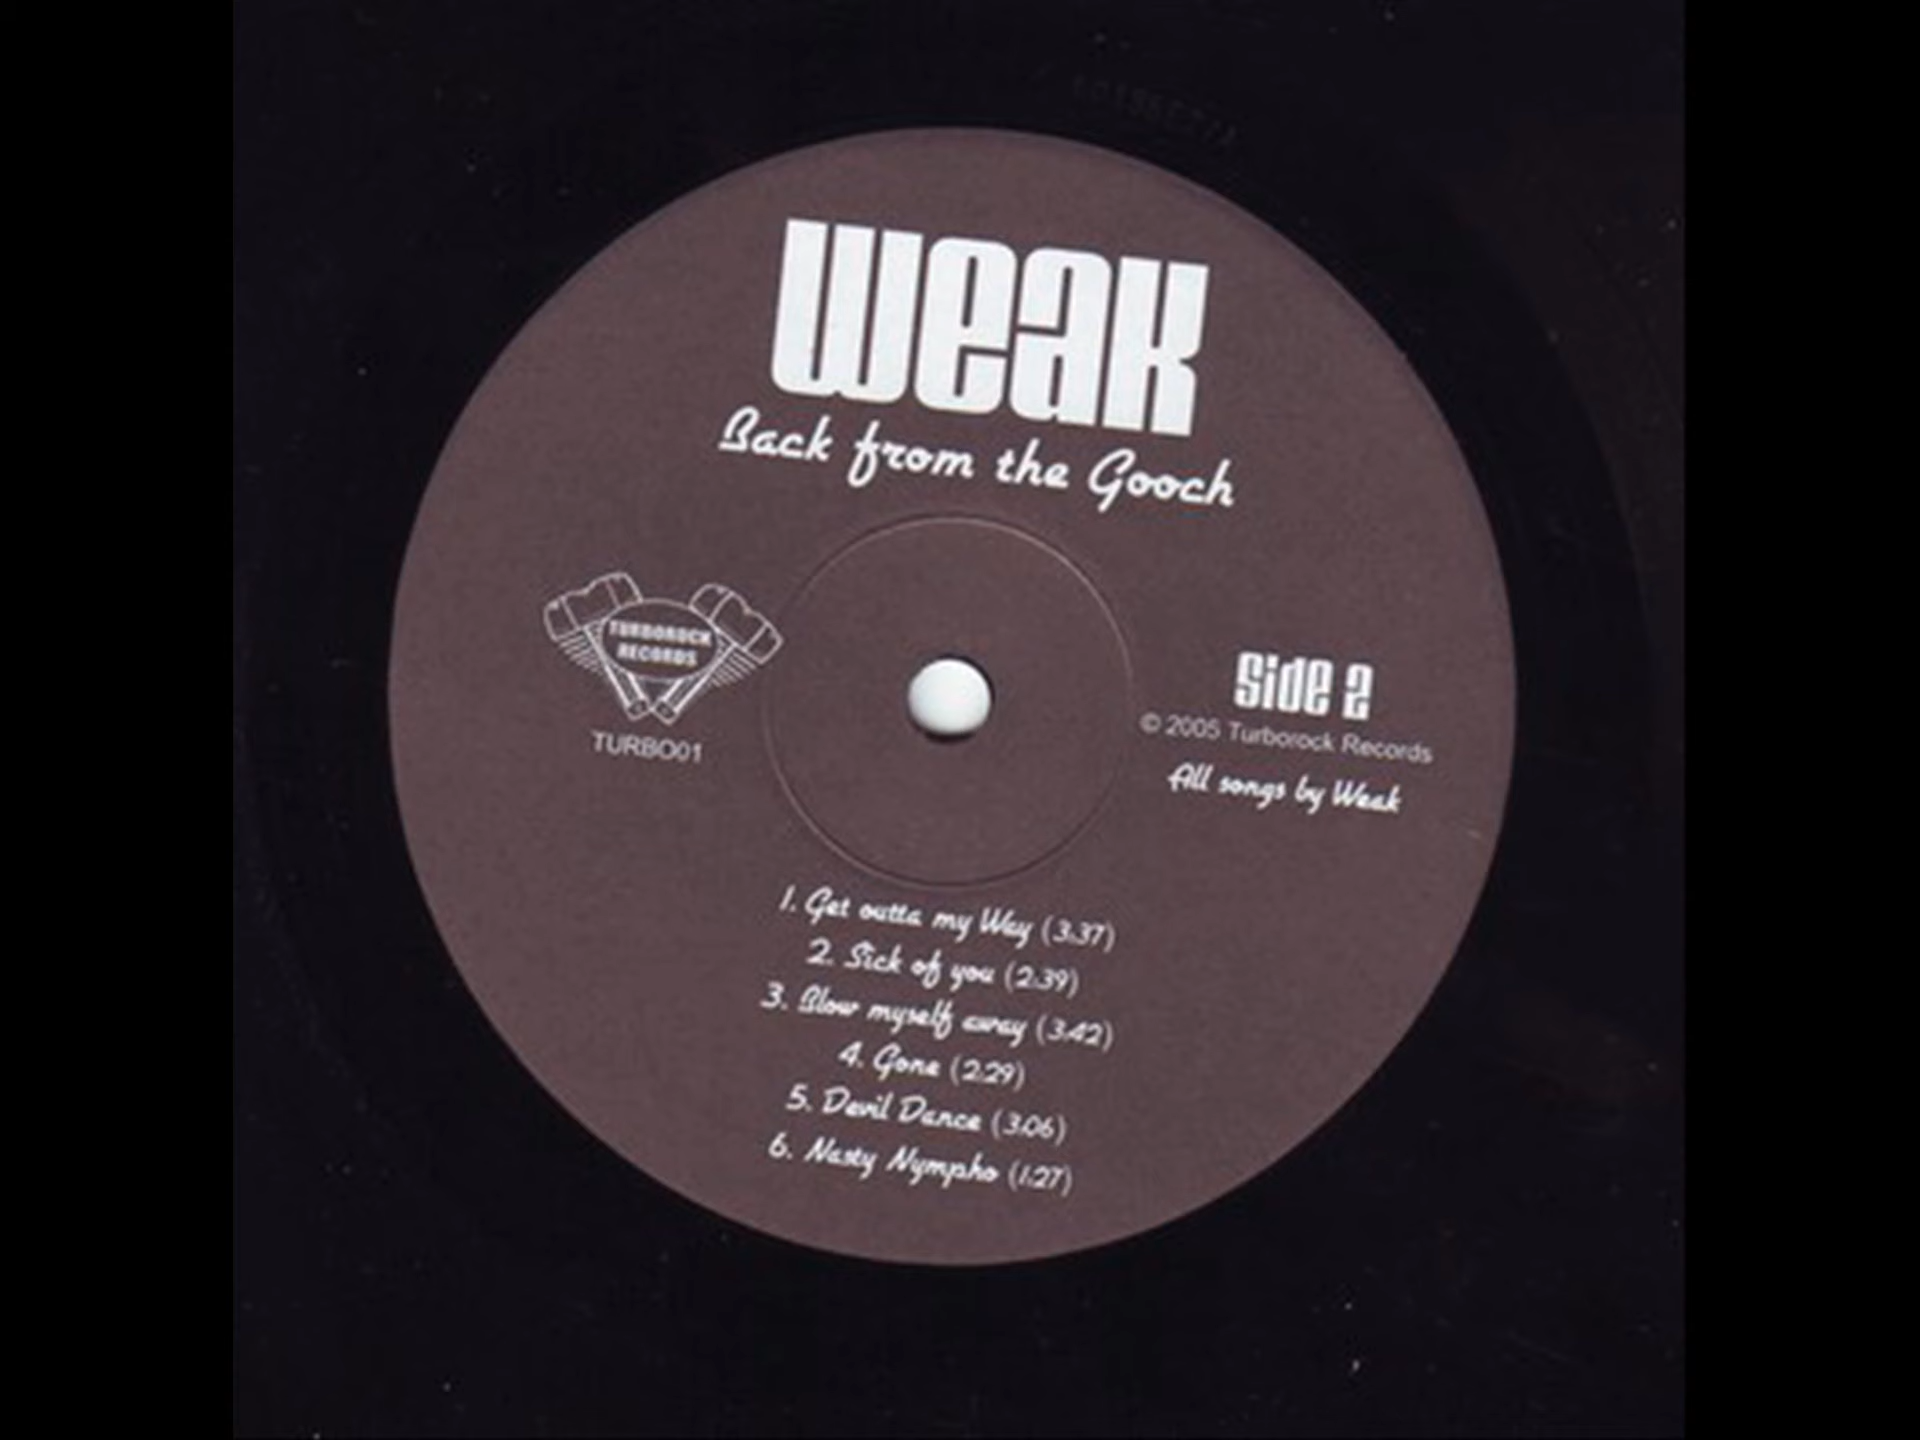 weak
Back from the Gooch
TURBOROCK
RECORDS
TURBO01
Side 2
© 2005 Turborock Records
All songs by Weak
1. Get outta my Way (3.37)
2. Sick of you (2.39)
3. Blow myself away (3.42)
4. Gone (2.29)
5. Devil Dance (3.06)
6. Nasty Nympho (1.27)